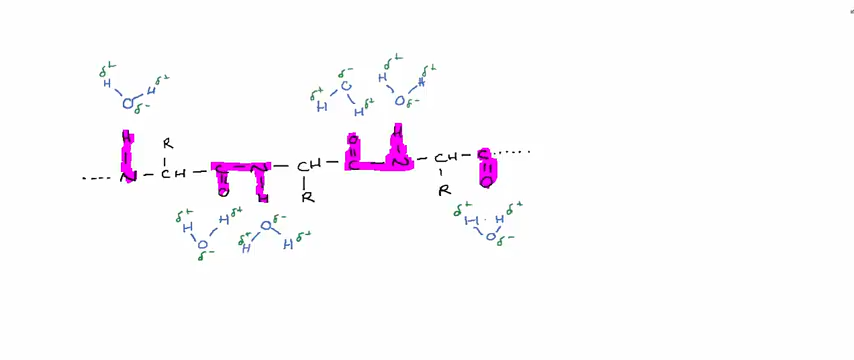 δ+ δ- δ+ δ+
H H δ+ C H H
O δ- δ+ H H δ+ O δ-
H R O H
N CH C N CH C N CH C
O H R R O
δ+ δ+ δ- δ+ δ+
H H O H H
O δ+ H H δ+ O δ-
δ-